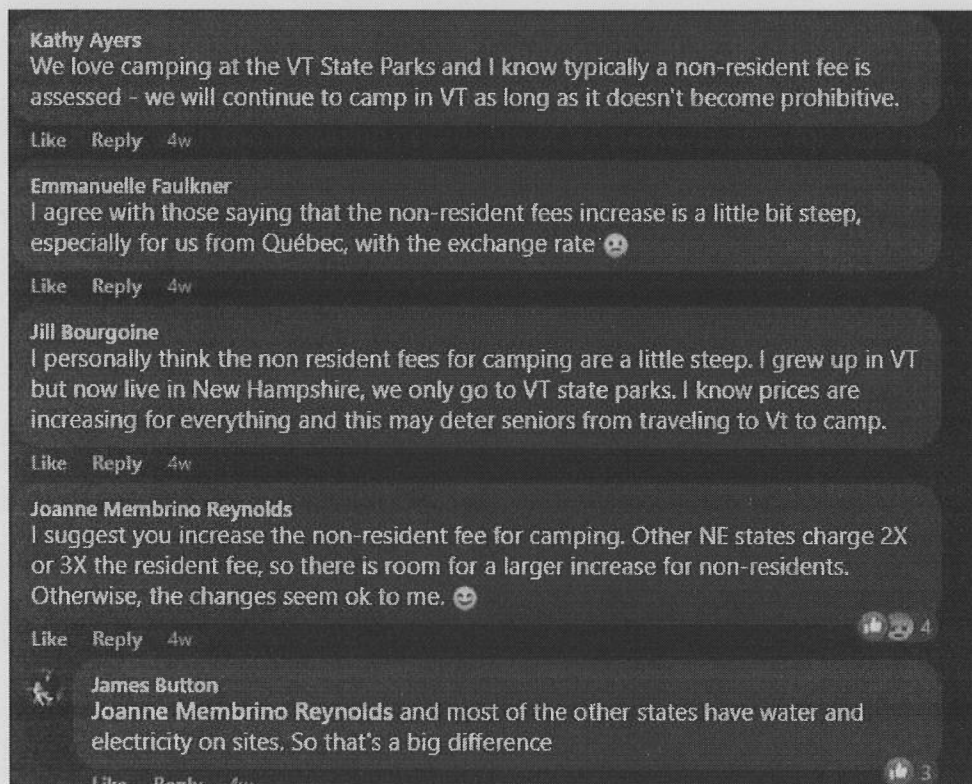 Kathy Ayers
We love camping at the VT State Parks and I know typically a non-resident fee is
assessed - we will continue to camp in VT as long as it doesn't become prohibitive.
Like Reply 4w
Emmanuelle Faulkner
I agree with those saying that the non-resident fees increase is a little bit steep,
especially for us from Québec, with the exchange rate
Like Reply 4w
Jill Bourgoine
I personally think the non resident fees for camping are a little steep. I grew up in VT
but now live in New Hampshire, we only go to VT state parks. I know prices are
increasing for everything and this may deter seniors from traveling to Vt to camp.
Like Reply 4w
Joanne Membrino Reynolds
I suggest you increase the non-resident fee for camping. Other NE states charge 2X
or 3X the resident fee, so there is room for a larger increase for non-residents.
Otherwise, the changes seem ok to me.
4
Like Reply 4w
James Button
Joanne Membrino Reynolds and most of the other states have water and
electricity on sites. So that's a big difference
3
Like Reply 4w